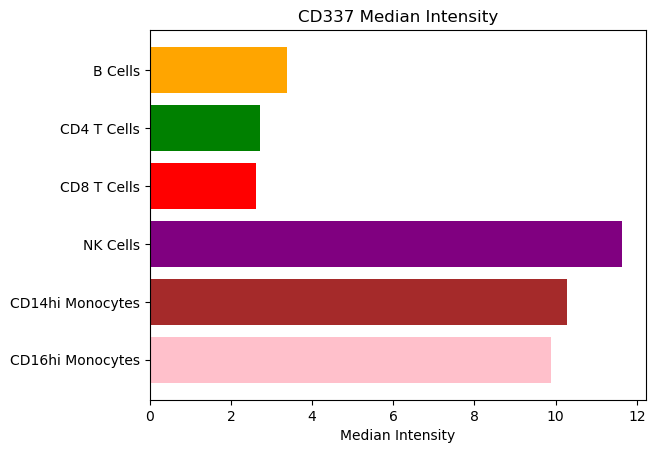 CD337 Median Intensity
B Cells
CD4 T Cells
CD8 T Cells
NK Cells
CD14hi Monocytes
CD16hi Monocytes
0 2 4 6 8 10 12
Median Intensity